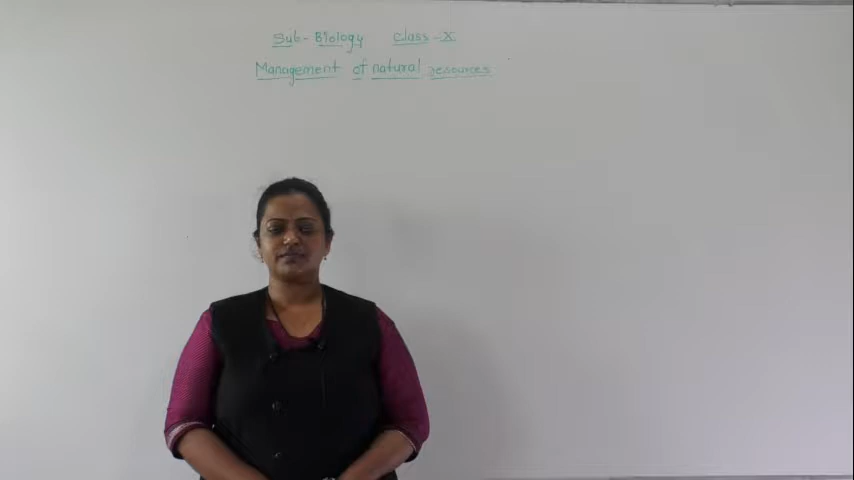 Sub - Biology Class - X
Management of natural resources